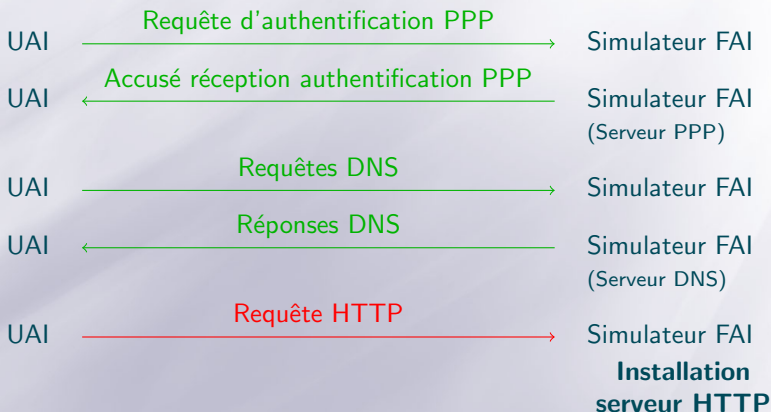 Requête d'authentification PPP
UAI Simulateur FAI
Accusé réception authentification PPP
UAI Simulateur FAI
(Serveur PPP)
Requêtes DNS
UAI Simulateur FAI
Réponses DNS
UAI Simulateur FAI
(Serveur DNS)
Requête HTTP
UAI Simulateur FAI
Installation
serveur HTTP